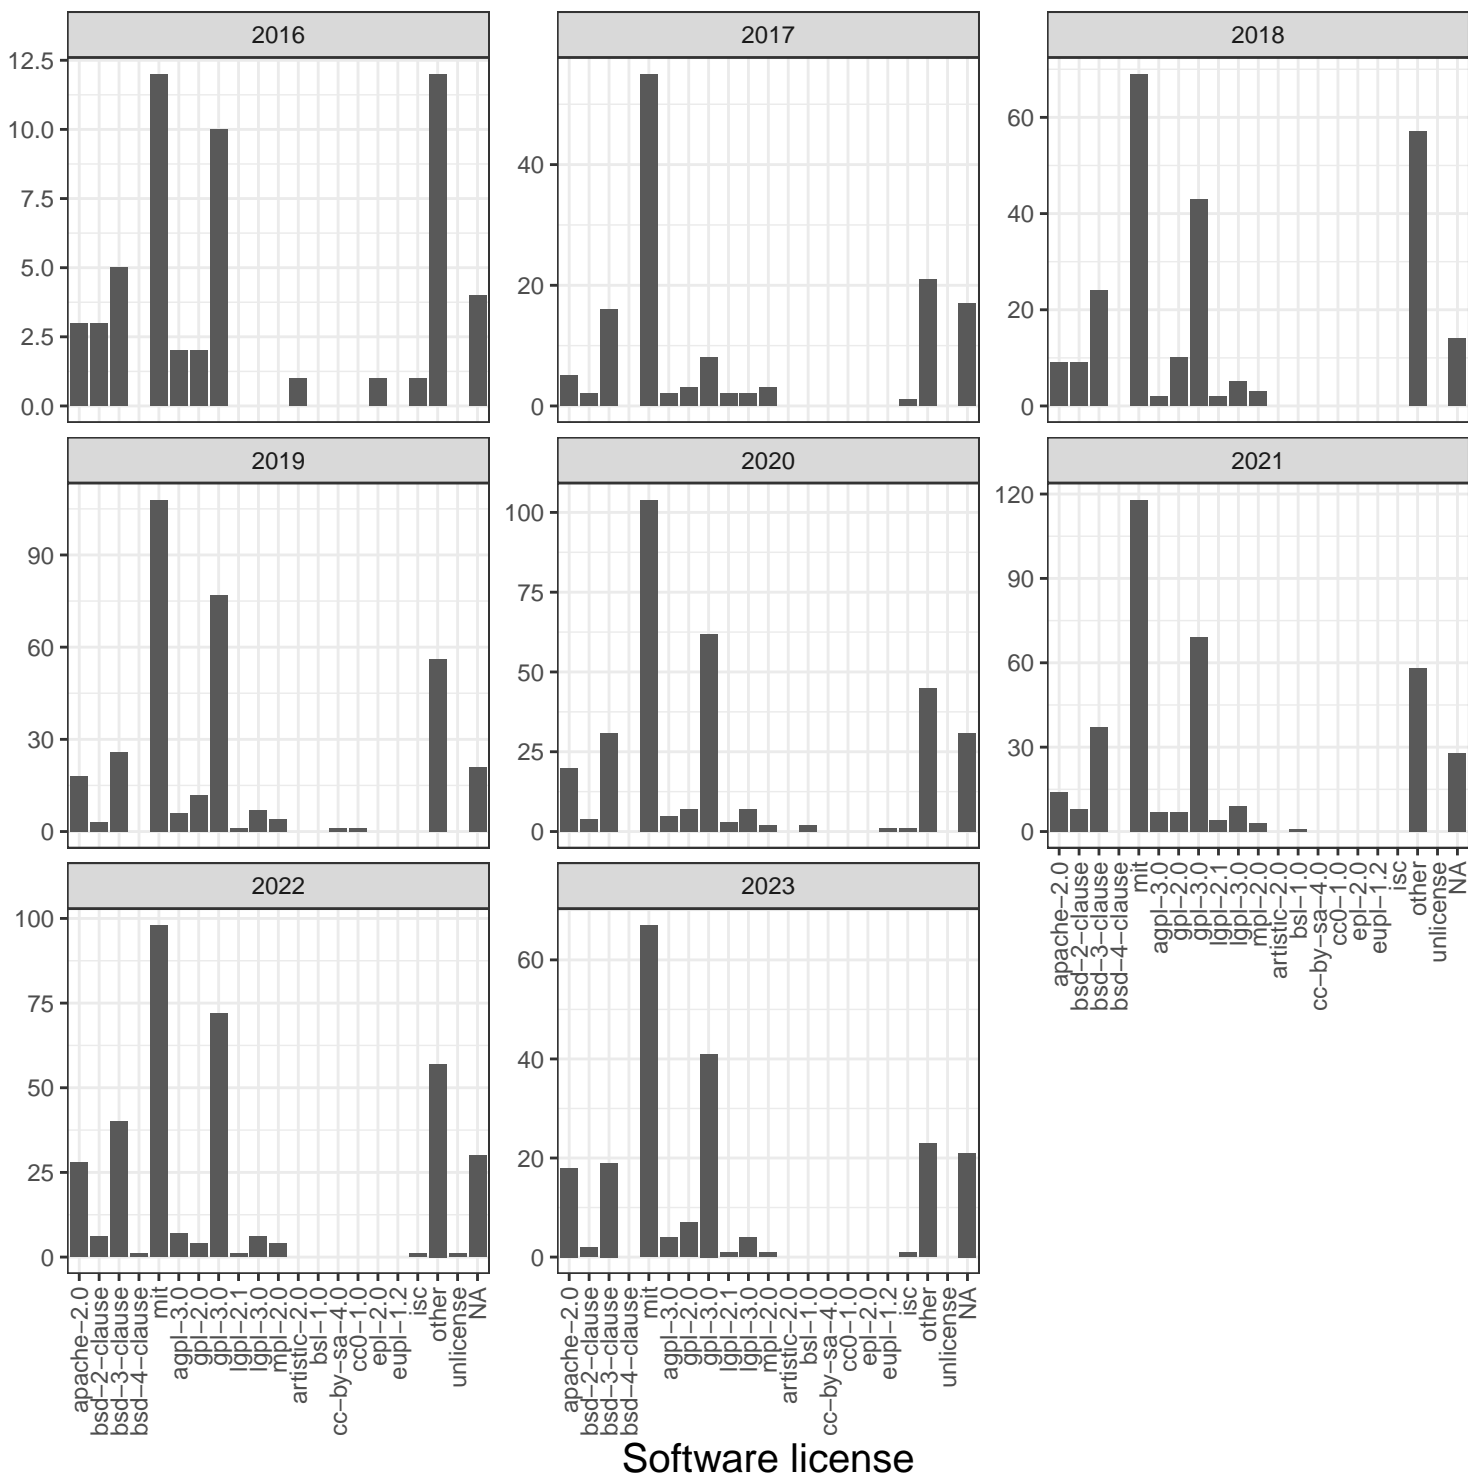 2016
2017
2018
12.5
10.0
7.5
5.0
2.5
0.0
40
20
0
60
40
20
0
2019
2020
2021
90
60
30
0
100
75
50
25
0
120
90
60
30
0
apache−2.0
bsd−2−clause
bsd−3−clause
bsd−4−clause
mit
agpl−3.0
gpl−2.0
gpl−3.0
lgpl−2.1
lgpl−3.0
mpl−2.0
artistic−2.0
bsl−1.0
cc−by−sa−4.0
cc0−1.0
epl−2.0
eupl−1.2
isc
other
unlicense
NA
2022
2023
100
75
50
25
0
60
40
20
0
apache−2.0
bsd−2−clause
bsd−3−clause
bsd−4−clause
mit
agpl−3.0
gpl−2.0
gpl−3.0
lgpl−2.1
lgpl−3.0
mpl−2.0
artistic−2.0
bsl−1.0
cc−by−sa−4.0
cc0−1.0
epl−2.0
eupl−1.2
isc
other
unlicense
NA
apache−2.0
bsd−2−clause
bsd−3−clause
bsd−4−clause
mit
agpl−3.0
gpl−2.0
gpl−3.0
lgpl−2.1
lgpl−3.0
mpl−2.0
artistic−2.0
bsl−1.0
cc−by−sa−4.0
cc0−1.0
epl−2.0
eupl−1.2
isc
other
unlicense
NA
Software license